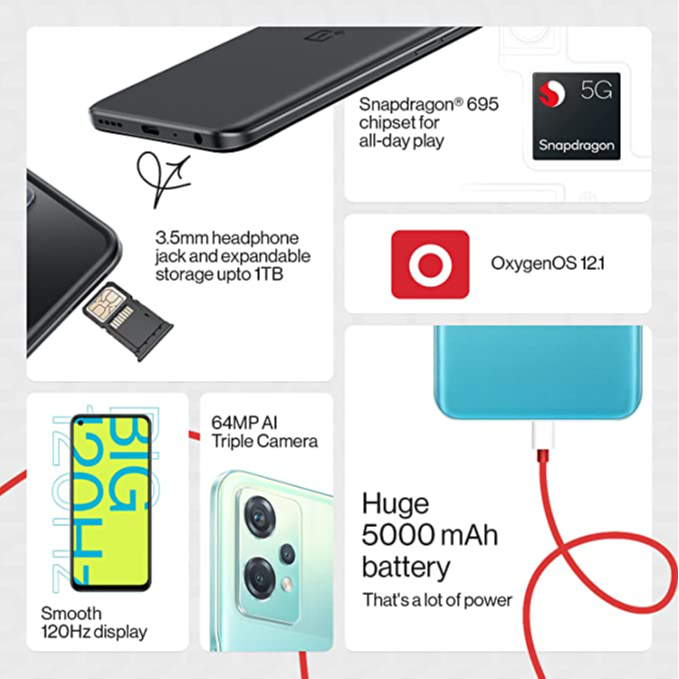 3.5mm headphone
jack and expandable
storage upto 1TB
Snapdragon® 695
chipset for
all-day play
5G
Snapdragon
OxygenOS 12.1
BIG
120Hz
BIG
120Hz
Smooth
120Hz display
64MP AI
Triple Camera
Huge
5000 mAh
battery
That's a lot of power